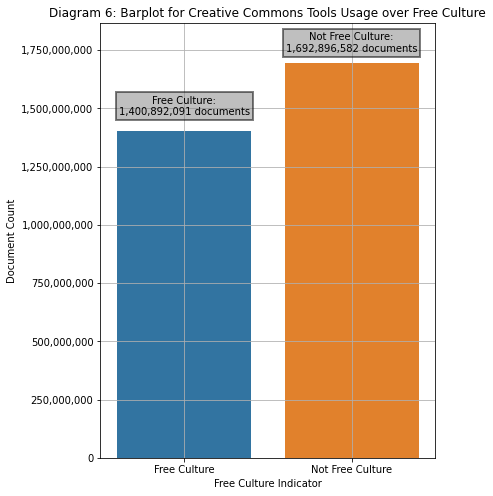 Diagram 6: Barplot for Creative Commons Tools Usage over Free Culture
Not Free Culture:
1,692,896,582 documents
Free Culture:
1,400,892,091 documents
1,750,000,000
1,500,000,000
1,250,000,000
1,000,000,000
750,000,000
500,000,000
250,000,000
0
Document Count
Free Culture
Not Free Culture
Free Culture Indicator